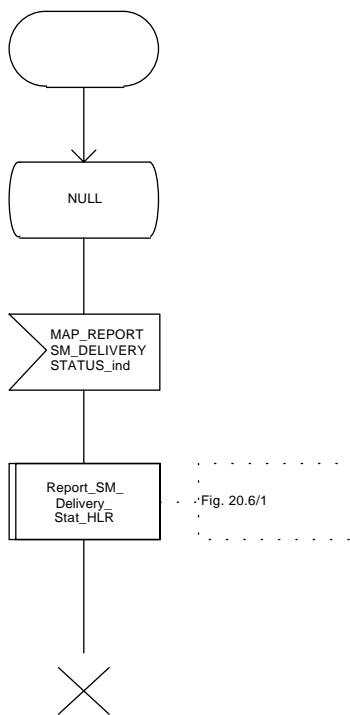 NULL
MAP_REPORT
SM_DELIVERY
STATUS_ind
Report_SM_
Delivery_
Stat_HLR
Fig. 20.6/1